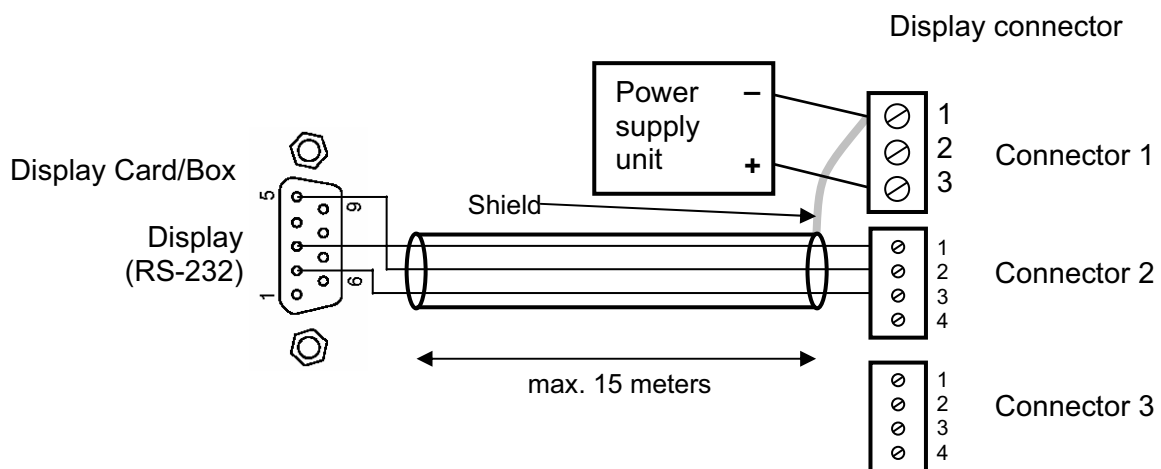 Display connector
Power
supply
unit
–
+
1
2
3
Connector 1
Display Card/Box
5
9
Shield
Display
(RS-232)
1
6
1
2
3
4
Connector 2
max. 15 meters
1
2
3
4
Connector 3